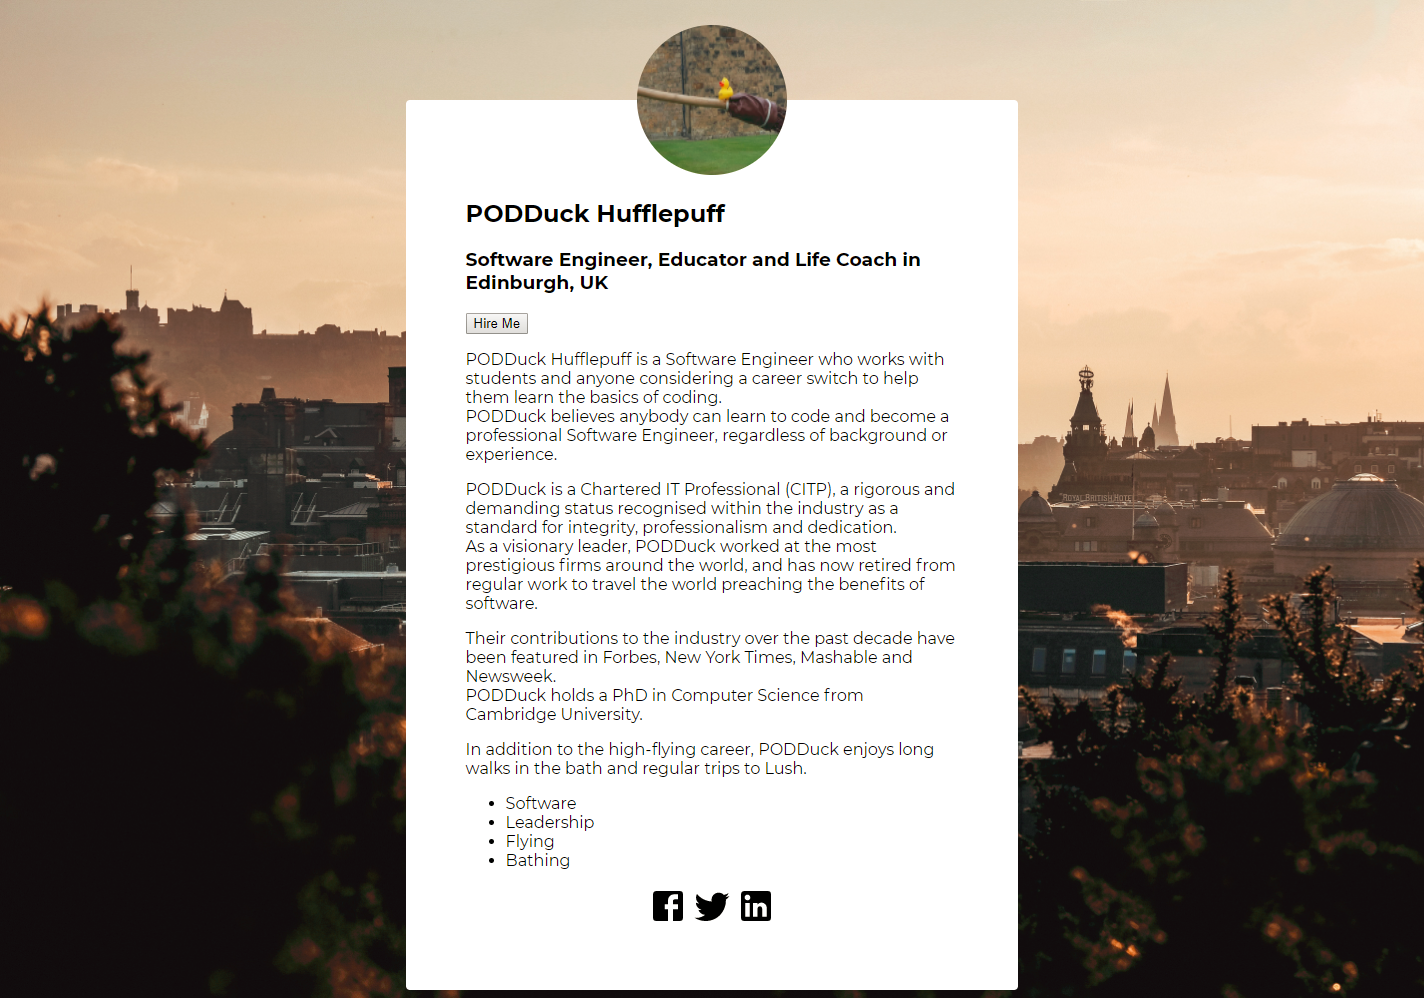 PODDuck Hufflepuff
Software Engineer, Educator and Life Coach in
Edinburgh, UK
Hire Me
PODDuck Hufflepuff is a Software Engineer who works with
students and anyone considering a career switch to help
them learn the basics of coding.
PODDuck believes anybody can learn to code and become a
professional Software Engineer, regardless of background or
experience.
PODDuck is a Chartered IT Professional (CITP), a rigorous and
demanding status recognised within the industry as a
standard for integrity, professionalism and dedication.
As a visionary leader, PODDuck worked at the most
prestigious firms around the world, and has now retired from
regular work to travel the world preaching the benefits of
software.
Their contributions to the industry over the past decade have
been featured in Forbes, New York Times, Mashable and
Newsweek.
PODDuck holds a PhD in Computer Science from
Cambridge University.
In addition to the high-flying career, PODDuck enjoys long
walks in the bath and regular trips to Lush.
Software
Leadership
Flying
Bathing
ROYAL BRITISH HOTEL